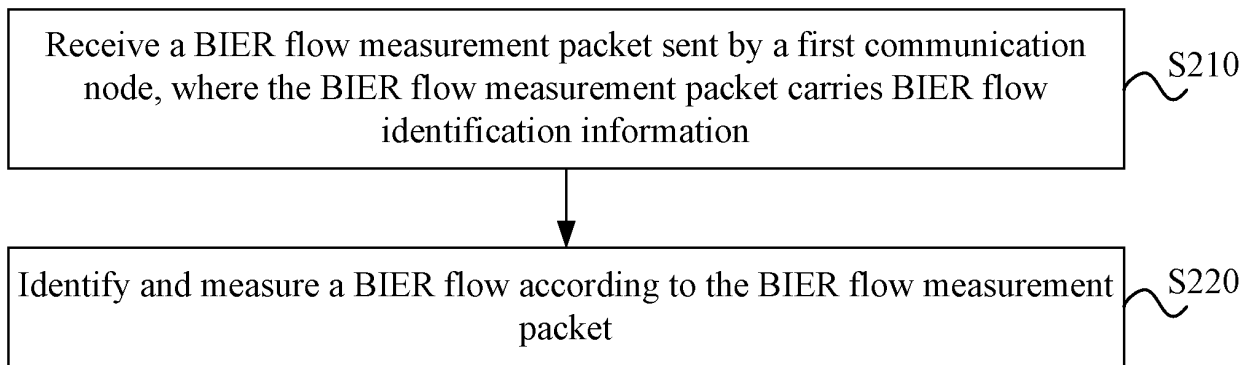 Receive a BIER flow measurement packet sent by a first communication
node, where the BIER flow measurement packet carries BIER flow
identification information
S210
Identify and measure a BIER flow according to the BIER flow measurement
packet
S220